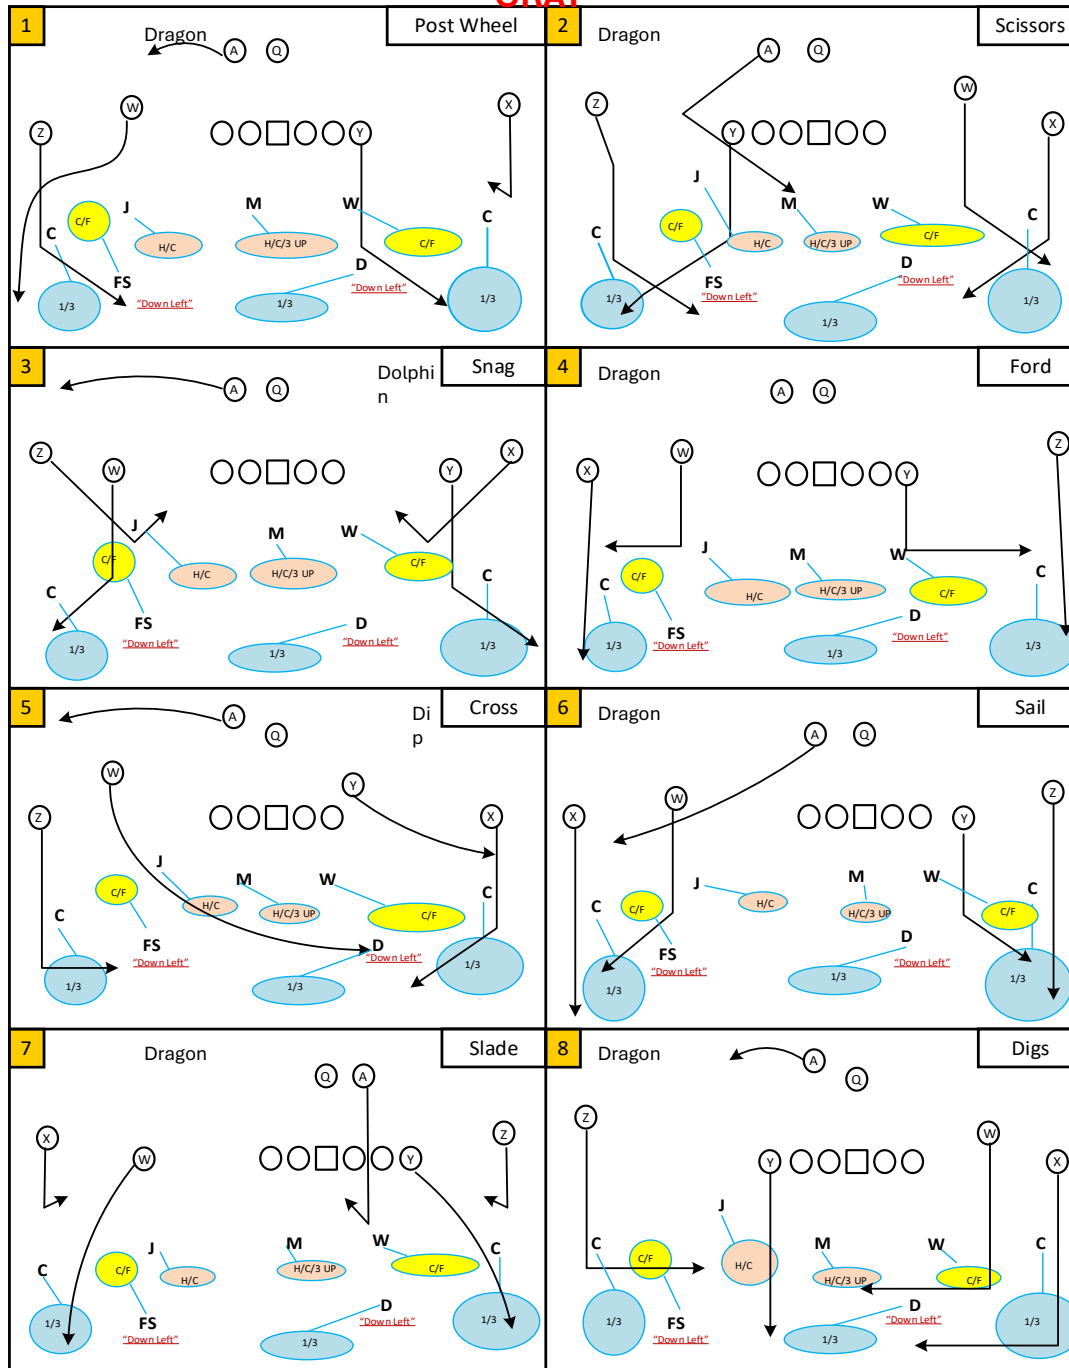 1
Dragon
Post Wheel
A
Q
W
Z
Y
X
C
C/F
J
H/C
M
H/C/3 UP
W
C/F
C
FS
D
1/3
"Down Left"
1/3
"Down Left"
1/3
2
Dragon
Scissors
A
Q
Z
Y
W
X
J
C
C/F
H/C
M
H/C/3 UP
W
C/F
C
FS
D
1/3
"Down Left"
1/3
"Down Left"
1/3
3
Dolphi
n
Snag
A
Q
Z
W
Y
X
J
C/F
H/C
M
H/C/3 UP
W
C/F
C
C
FS
D
1/3
"Down Left"
1/3
"Down Left"
1/3
4
Dragon
Ford
A
Q
X
W
Y
Z
J
C/F
H/C
M
H/C/3 UP
W
C/F
C
C
FS
D
1/3
"Down Left"
1/3
"Down Left"
1/3
5
Di
p
Cross
A
Q
W
Y
Z
X
J
C/F
H/C
M
H/C/3 UP
W
C/F
C
C
FS
D
1/3
"Down Left"
1/3
"Down Left"
1/3
6
Dragon
Sail
A
Q
X
W
Y
Z
J
C/F
H/C
M
H/C/3 UP
W
C/F
C
C
FS
D
1/3
"Down Left"
1/3
"Down Left"
1/3
7
Dragon
Slade
Q
A
X
W
Y
Z
J
C/F
H/C
M
H/C/3 UP
W
C/F
C
C
FS
D
1/3
"Down Left"
1/3
"Down Left"
1/3
8
Dragon
Digs
A
Q
Z
Y
W
X
J
C
C/F
H/C
M
H/C/3 UP
W
C/F
C
FS
D
1/3
"Down Left"
1/3
"Down Left"
1/3